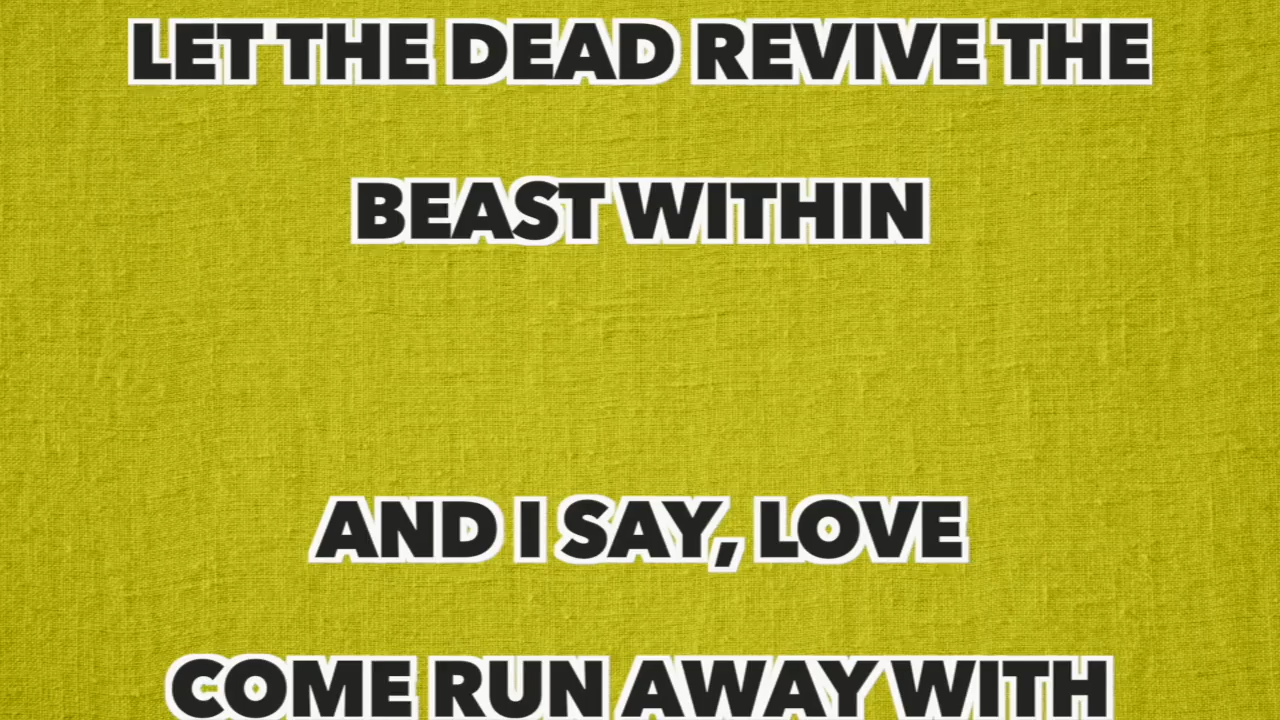 LET THE DEAD REVIVE THE
BEAST WITHIN
AND I SAY, LOVE
COME RUN AWAY WITH